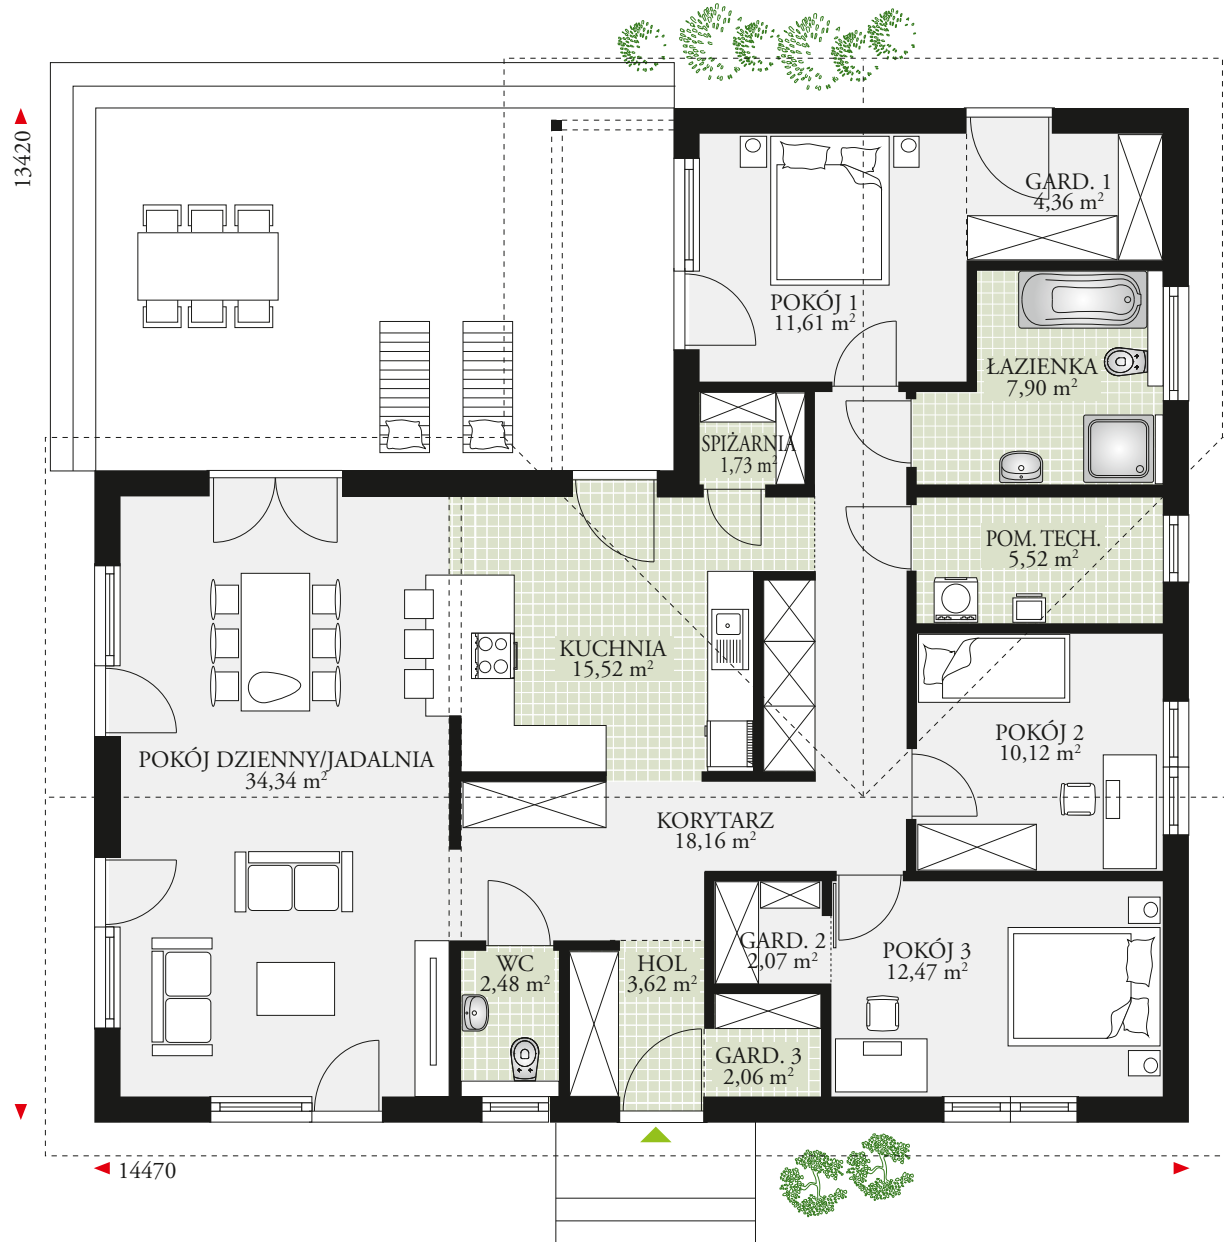 13420
GARD. 1
4,36 m²
POKÓJ 1
11,61 m²
ŁAZIENKA
7,90 m²
SPIŻARNIA
1,73 m²
POM. TECH.
5,52 m²
KUCHNIA
15,52 m²
POKÓJ 2
10,12 m²
POKÓJ DZIENNY/JADALNIA
34,34 m²
KORYTARZ
18,16 m²
GARD. 2
2,07 m²
POKÓJ 3
12,47 m²
WC
2,48 m²
HOL
3,62 m²
GARD. 3
2,06 m²
14470